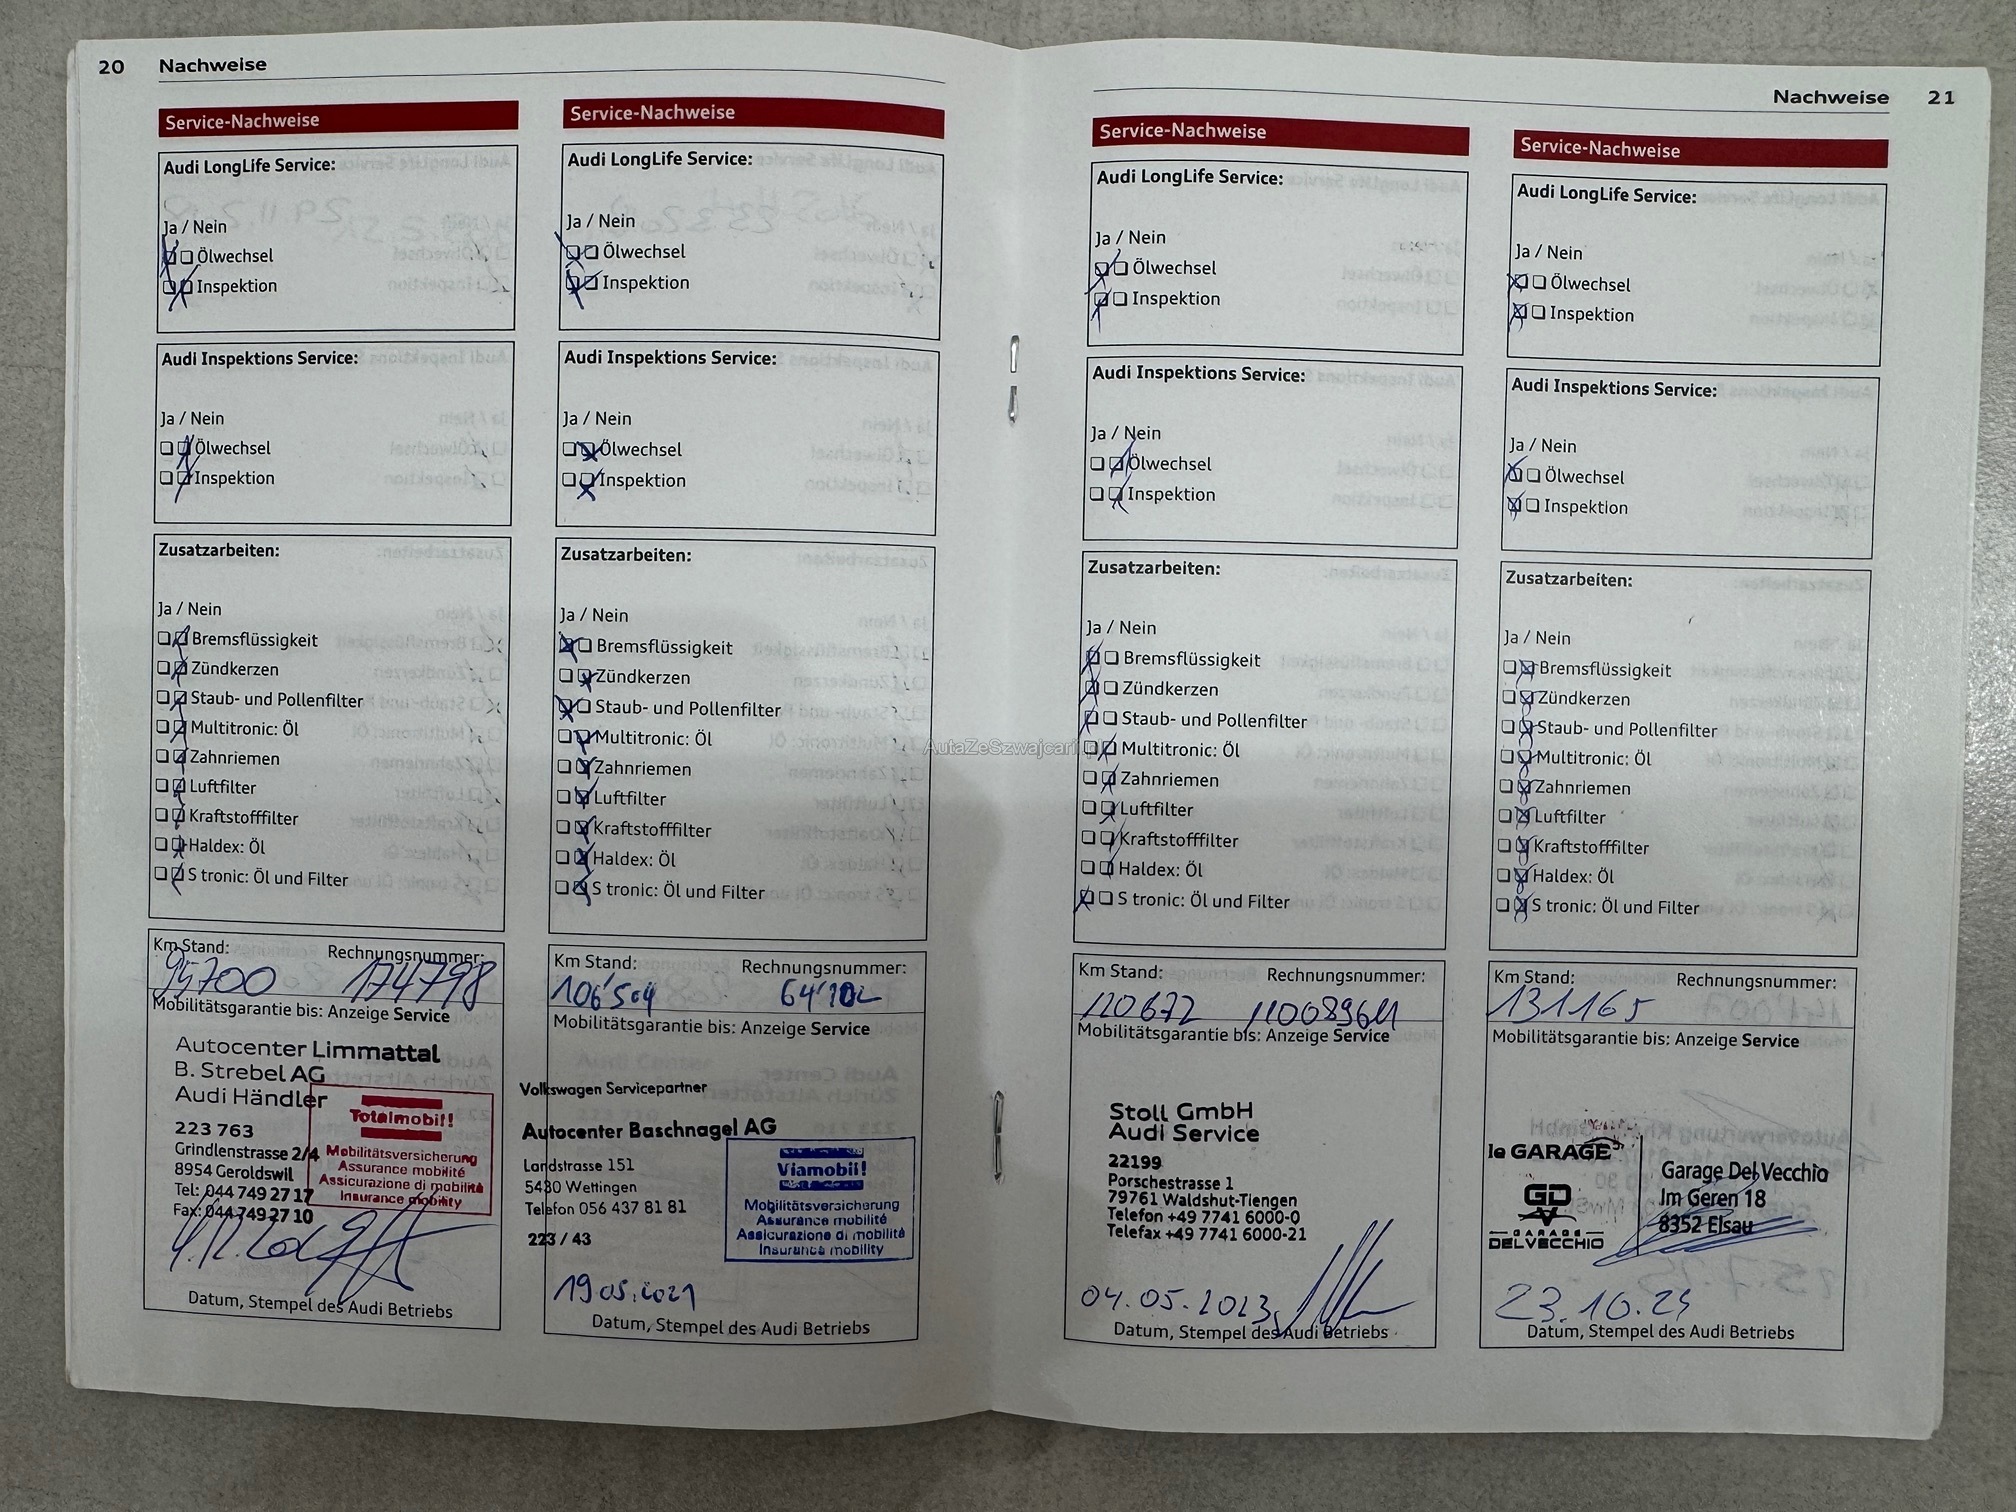 20 Nachweise
Service-Nachweise
Audi LongLife Service:
Ja / Nein
Ölwechsel
Inspektion
Audi Inspektions Service:
Ja / Nein
Ölwechsel
Inspektion
Zusatzarbeiten:
Ja / Nein
Bremsflüssigkeit
Zündkerzen
Staub- und Pollenfilter
Multitronic: Öl
Zahnriemen
Luftfilter
Kraftstofffilter
Haldex: Öl
S tronic: Öl und Filter
Km Stand: Rechnungsnummer:
95700 174798
Mobilitätsgarantie bis: Anzeige Service
Autocenter Limmattal
B. Strebel AG
Audi Händler
223 763
Grindlenstrasse 2/4
8954 Geroldswil
Tel: 044 749 27 17
Fax: 044 749 27 10
Totalmobil!
Mobilitätsversicherung
Assurance mobilité
Assicurazione di mobilità
Insurance mobility
Datum, Stempel des Audi Betriebs
Service-Nachweise
Audi LongLife Service:
Ja / Nein
Ölwechsel
Inspektion
Audi Inspektions Service:
Ja / Nein
Ölwechsel
Inspektion
Zusatzarbeiten:
Ja / Nein
Bremsflüssigkeit
Zündkerzen
Staub- und Pollenfilter
Multitronic: Öl
Zahnriemen
Luftfilter
Kraftstofffilter
Haldex: Öl
S tronic: Öl und Filter
Km Stand: Rechnungsnummer:
106'504
Mobilitätsgarantie bis: Anzeige Service
Volkswagen Servicepartner
Autocenter Baschnagel AG
Landstrasse 151
5430 Wettingen
Telefon 056 437 81 81
223 / 43
Viamobil!
Mobilitätsversicherung
Assurance mobilité
Assicurazione di mobilità
Insurance mobility
19.05.2021
Datum, Stempel des Audi Betriebs
Nachweise 21
Service-Nachweise
Audi LongLife Service:
Ja / Nein
Ölwechsel
Inspektion
Audi Inspektions Service:
Ja / Nein
Ölwechsel
Inspektion
Zusatzarbeiten:
Ja / Nein
Bremsflüssigkeit
Zündkerzen
Staub- und Pollenfilter
Multitronic: Öl
Zahnriemen
Luftfilter
Kraftstofffilter
Haldex: Öl
S tronic: Öl und Filter
Km Stand: Rechnungsnummer:
120672 110089611
Mobilitätsgarantie bis: Anzeige Service
Stoll GmbH
Audi Service
22199
Porschestrasse 1
79761 Waldshut-Tiengen
Telefon +49 7741 6000-0
Telefax +49 7741 6000-21
04.05.2023
Datum, Stempel des Audi Betriebs
Service-Nachweise
Audi LongLife Service:
Ja / Nein
Ölwechsel
Inspektion
Audi Inspektions Service:
Ja / Nein
Ölwechsel
Inspektion
Zusatzarbeiten:
Ja / Nein
Bremsflüssigkeit
Zündkerzen
Staub- und Pollenfilter
Multitronic: Öl
Zahnriemen
Luftfilter
Kraftstofffilter
Haldex: Öl
S tronic: Öl und Filter
Km Stand: Rechnungsnummer:
131165
Mobilitätsgarantie bis: Anzeige Service
le GARAGE
GD
GARAGE
DELVECCHIO
Garage Del Vecchio
Im Geren 18
8352 Elsau
23.10.24
Datum, Stempel des Audi Betriebs